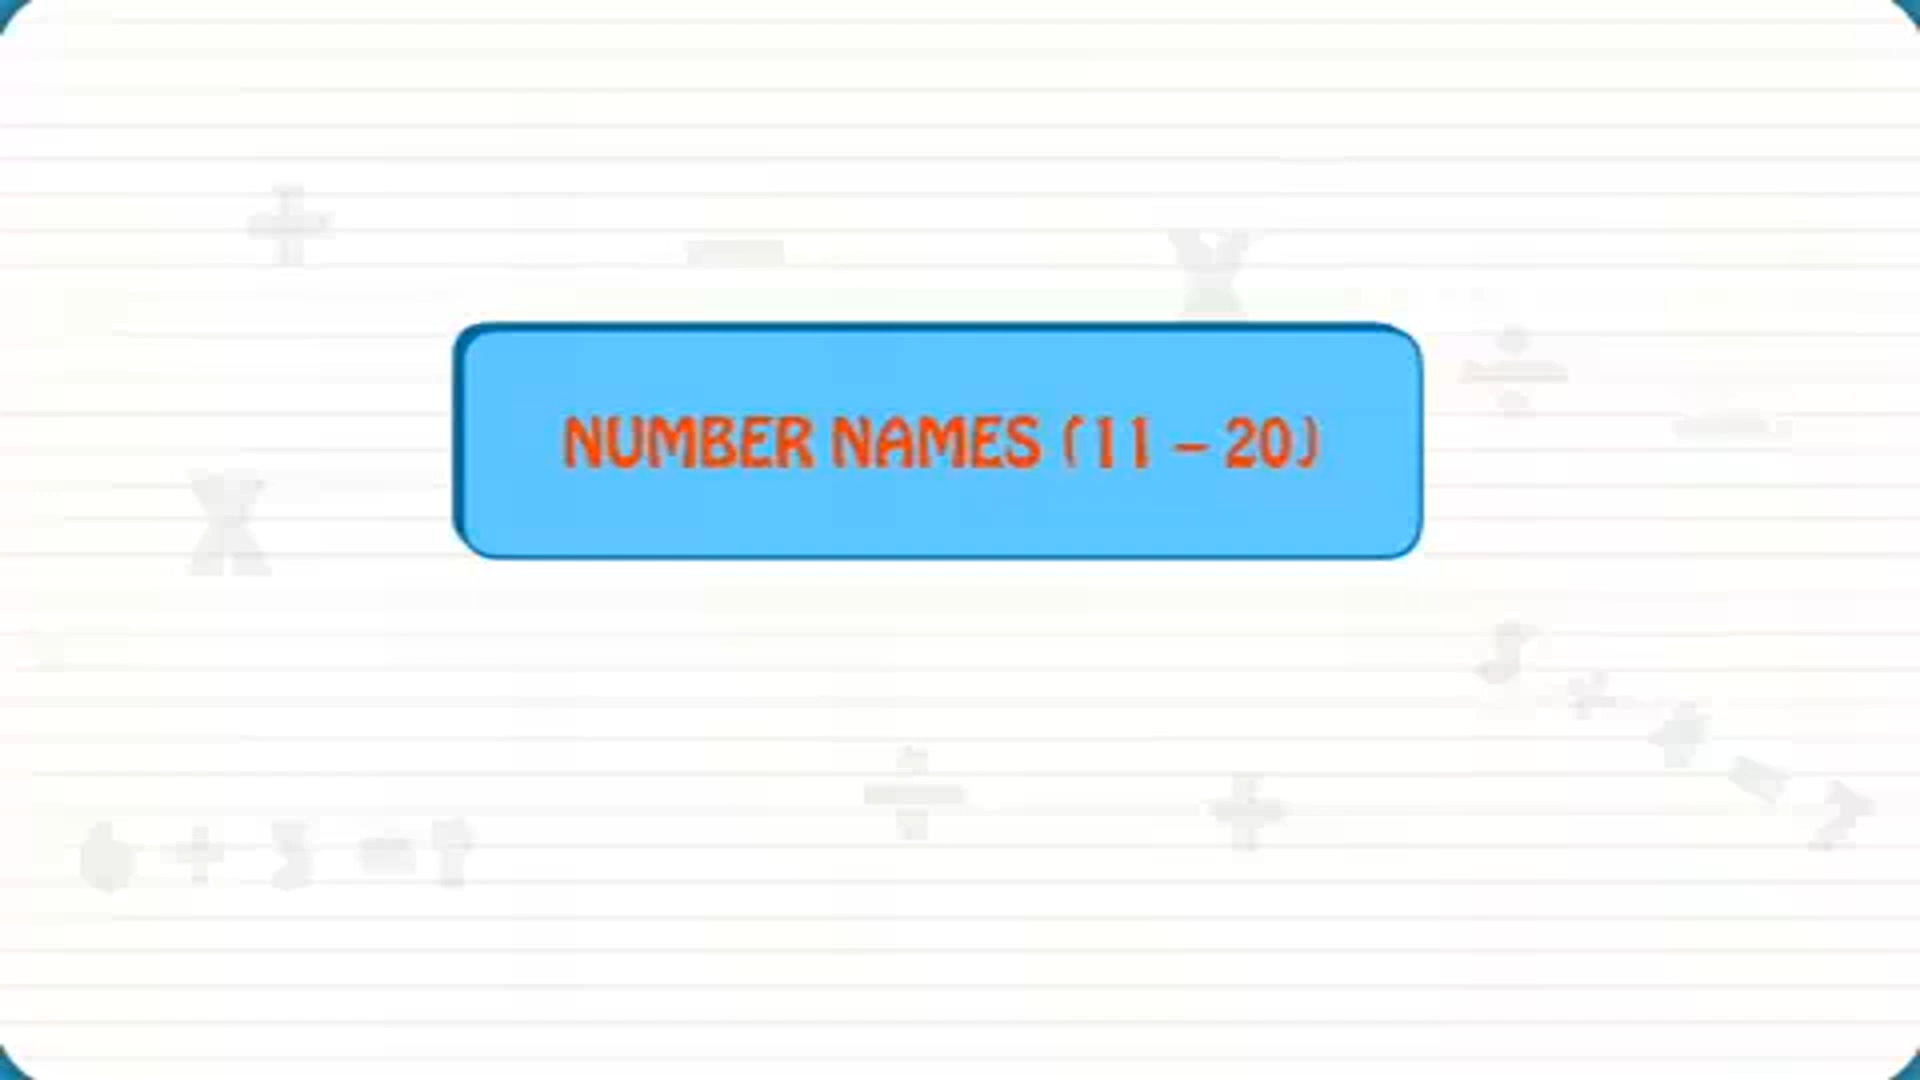 NUMBER NAMES (11 – 20)